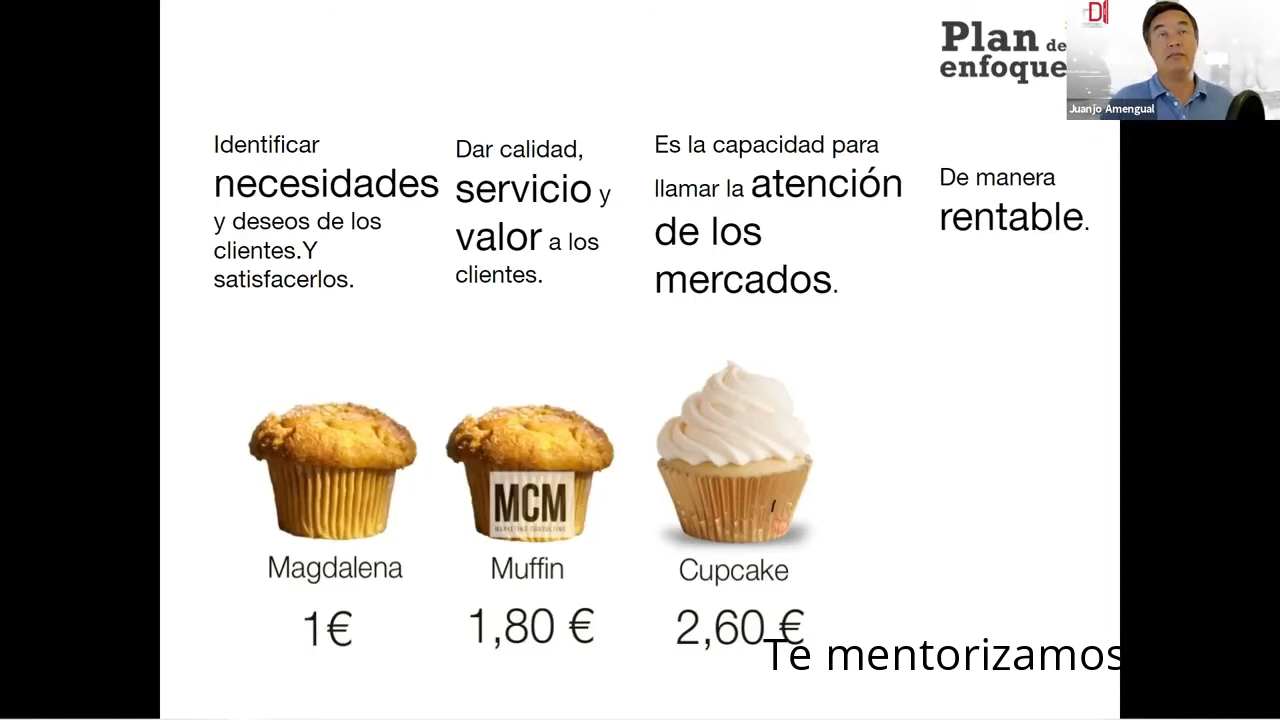 Plan de
enfoque
Juanjo Amengual
Identificar
necesidades
y deseos de los
clientes.Y
satisfacerlos.
Dar calidad,
servicio y
valor a los
clientes.
Es la capacidad para
llamar la atención
de los
mercados.
De manera
rentable.
MCM
MARKETING CONSULTING
Magdalena
Muffin
Cupcake
1€
1,80 €
2,60 €
Te mentorizamos